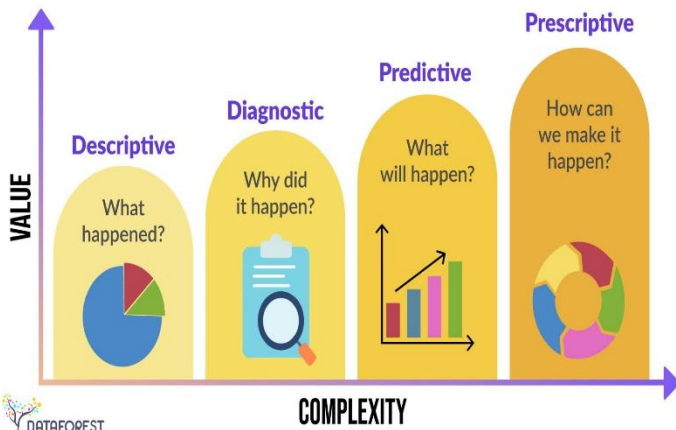 Prescriptive
Predictive
Diagnostic
Descriptive
How can
we make it
happen?
What
will happen?
Why did
it happen?
What
happened?
VALUE
COMPLEXITY
DATAFOREST